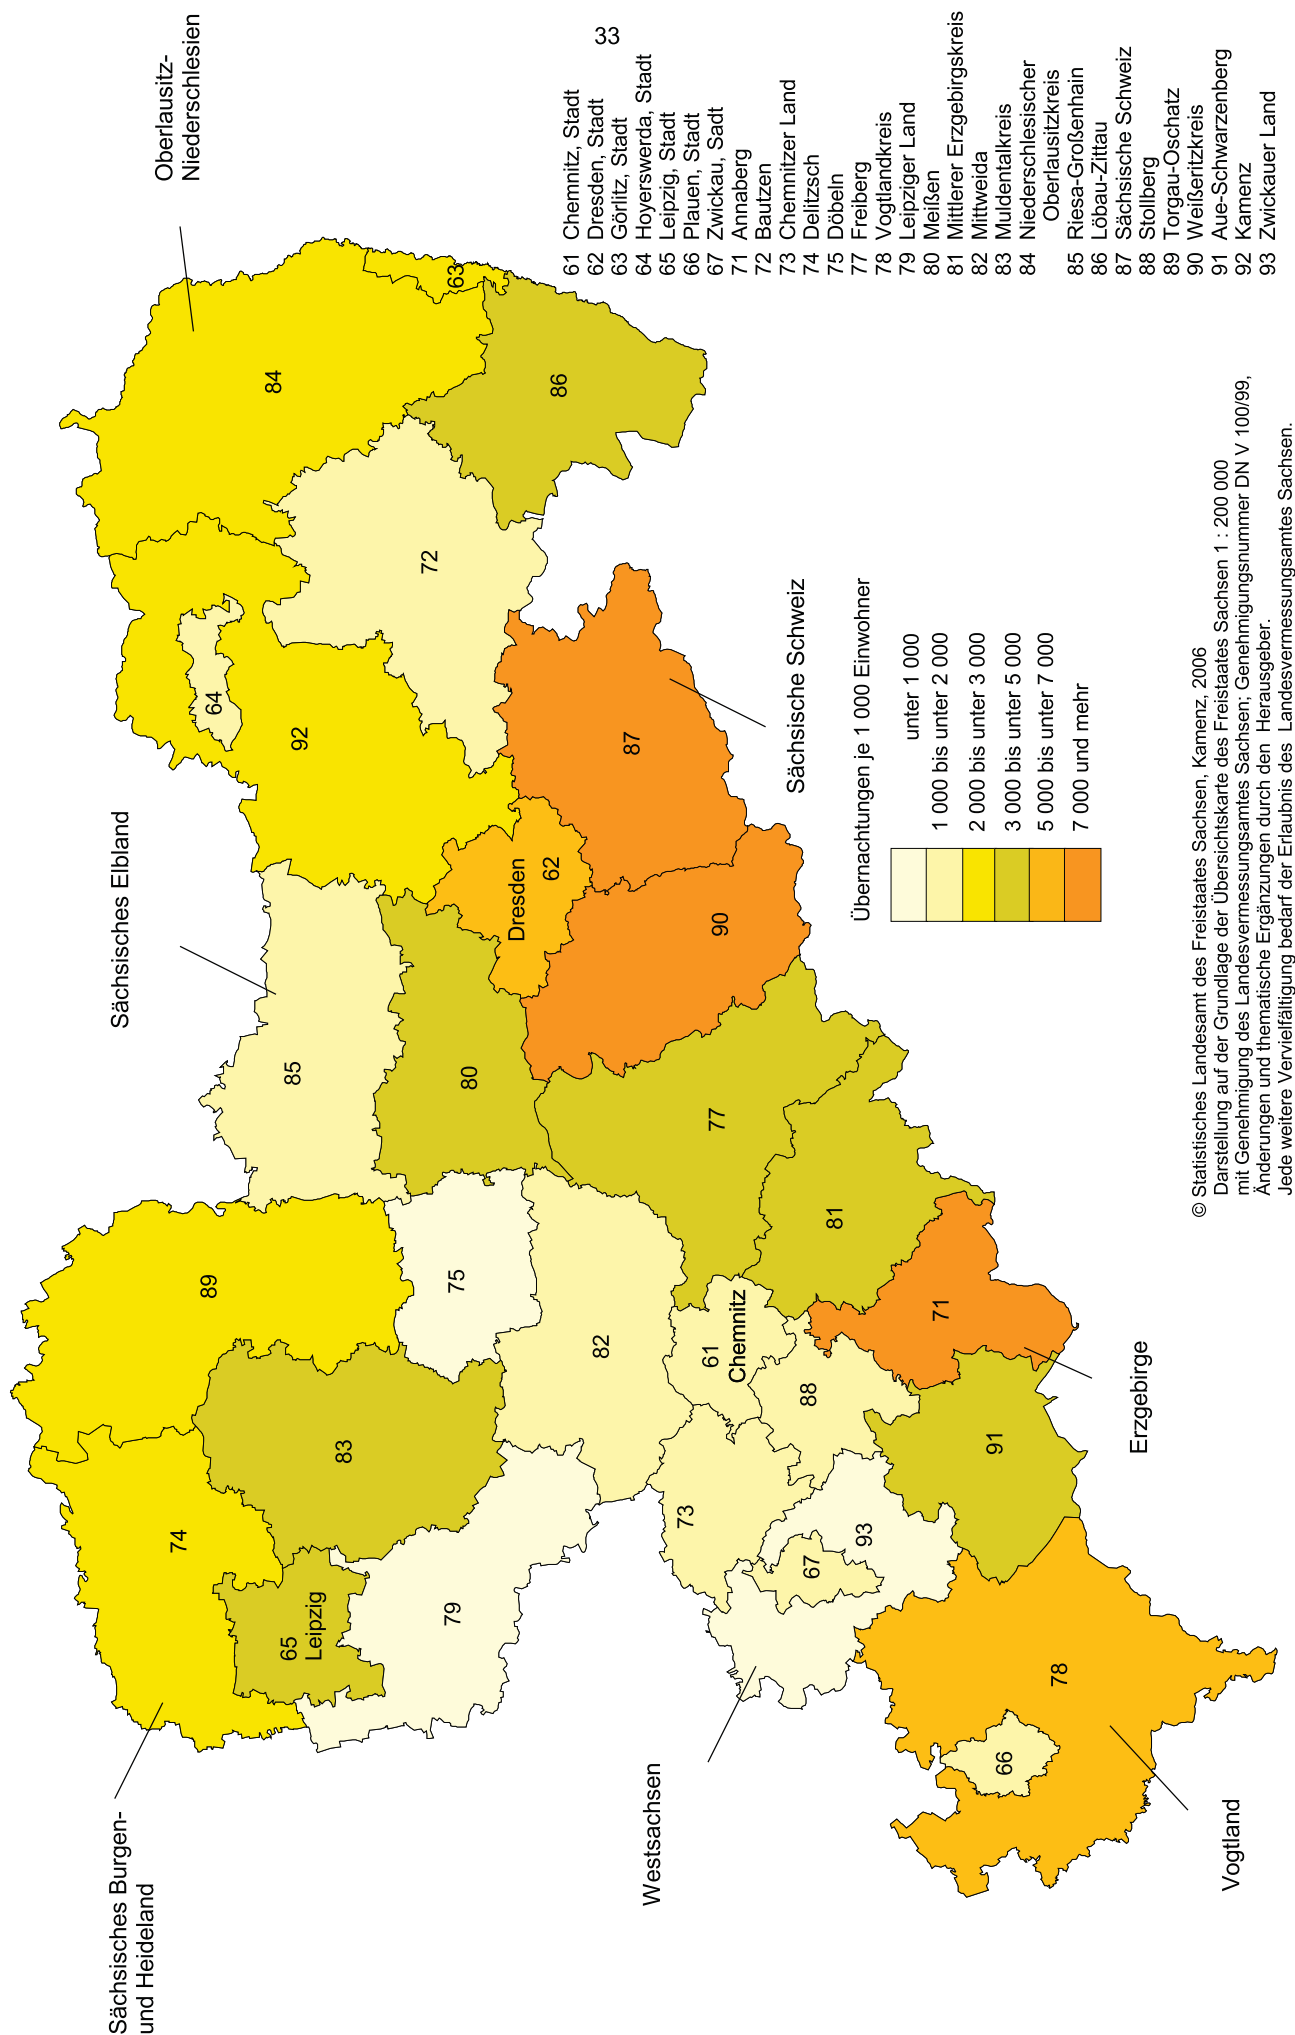 33
Oberlausitz-
Niederschlesien
Sächsisches Elbland
Sächsisches Burgen-
und Heideland
Westsachsen
Vogtland
Erzgebirge
Sächsische Schweiz
84
63
86
72
64
92
87
Dresden
62
90
85
80
77
81
89
75
82
61
Chemnitz
71
88
91
83
74
65
Leipzig
79
73
67
93
78
66
Übernachtungen je 1 000 Einwohner
unter 1 000
1 000 bis unter 2 000
2 000 bis unter 3 000
3 000 bis unter 5 000
5 000 bis unter 7 000
7 000 und mehr
61 Chemnitz, Stadt
62 Dresden, Stadt
63 Görlitz, Stadt
64 Hoyerswerda, Stadt
65 Leipzig, Stadt
66 Plauen, Stadt
67 Zwickau, Sadt
71 Annaberg
72 Bautzen
73 Chemnitzer Land
74 Delitzsch
75 Döbeln
77 Freiberg
78 Vogtlandkreis
79 Leipziger Land
80 Meißen
81 Mittlerer Erzgebirgskreis
82 Mittweida
83 Muldentalkreis
84 Niederschlesischer
Oberlausitzkreis
85 Riesa-Großenhain
86 Löbau-Zittau
87 Sächsische Schweiz
88 Stollberg
89 Torgau-Oschatz
90 Weißeritzkreis
91 Aue-Schwarzenberg
92 Kamenz
93 Zwickauer Land
© Statistisches Landesamt des Freistaates Sachsen, Kamenz, 2006
Darstellung auf der Grundlage der Übersichtskarte des Freistaates Sachsen 1 : 200 000
mit Genehmigung des Landesvermessungsamtes Sachsen; Genehmigungsnummer DN V 100/99,
Änderungen und thematische Ergänzungen durch den Herausgeber.
Jede weitere Vervielfältigung bedarf der Erlaubnis des Landesvermessungsamtes Sachsen.